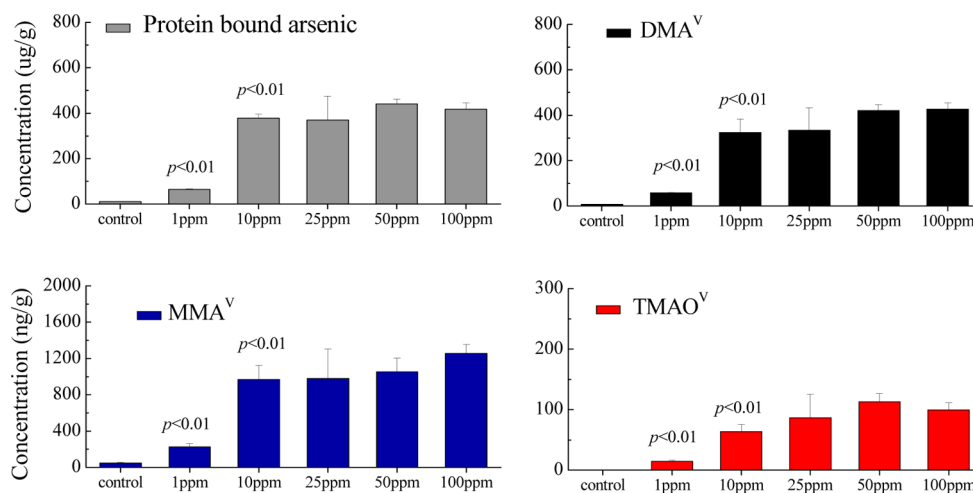 Protein bound arsenic
Concentration (ug/g)
800
600
400
200
0
p<0.01
p<0.01
control 1ppm 10ppm 25ppm 50ppm 100ppm
DMAⱽ
800
600
400
200
0
p<0.01
p<0.01
control 1ppm 10ppm 25ppm 50ppm 100ppm
MMAⱽ
Concentration (ng/g)
2000
1600
1200
800
400
0
p<0.01
p<0.01
control 1ppm 10ppm 25ppm 50ppm 100ppm
TMAOⱽ
300
200
100
0
p<0.01
p<0.01
control 1ppm 10ppm 25ppm 50ppm 100ppm